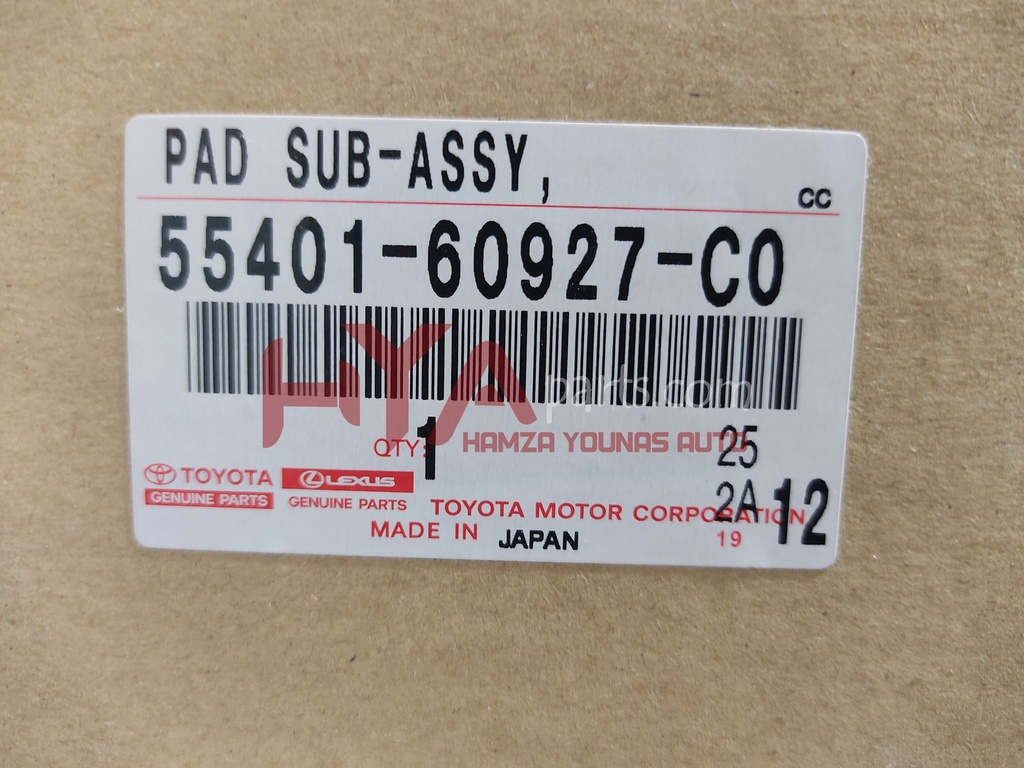 PAD SUB-ASSY,
CC
55401-60927-C0
HYA parts.com
HAMZA YOUNAS AUTO
QTY: 1
25
TOYOTA
GENUINE PARTS
LEXUS
GENUINE PARTS
2A 12
TOYOTA MOTOR CORPORATION
MADE IN JAPAN
19